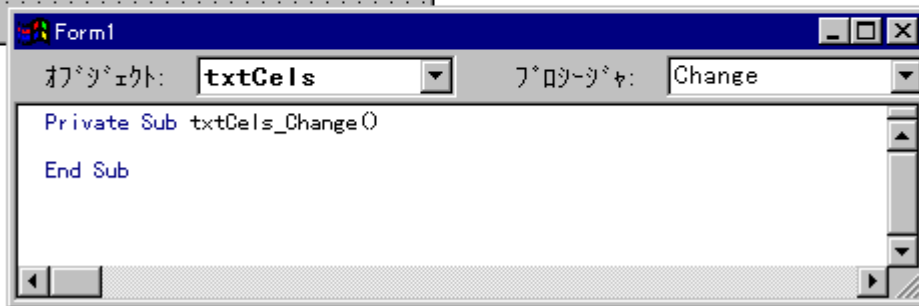 Form1
ｵﾌﾞｼﾞｪｸﾄ: txtCels ﾌﾟﾛｼｰｼﾞｬ: Change
Private Sub txtCels_Change()
End Sub